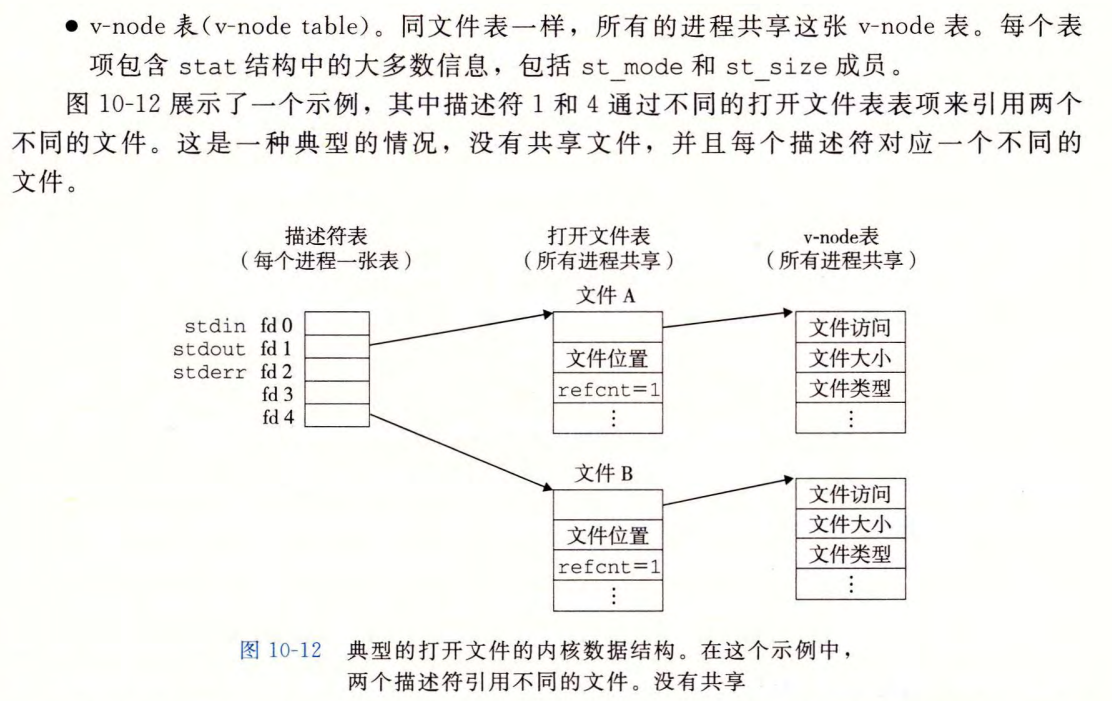 ● v-node 表(v-node table)。同文件表一样，所有的进程共享这张 v-node 表。每个表
项包含 stat 结构中的大多数信息，包括 st_mode 和 st_size 成员。
图 10-12 展示了一个示例，其中描述符 1 和 4 通过不同的打开文件表表项来引用两个
不同的文件。这是一种典型的情况，没有共享文件，并且每个描述符对应一个不同的
文件。
描述符表
（每个进程一张表）
打开文件表
（所有进程共享）
v-node表
（所有进程共享）
stdin fd 0
stdout fd 1
stderr fd 2
fd 3
fd 4
文件 A
文件位置
refcnt=1
⋮
文件访问
文件大小
文件类型
⋮
文件 B
文件位置
refcnt=1
⋮
文件访问
文件大小
文件类型
⋮
图 10-12 典型的打开文件的内核数据结构。在这个示例中，
两个描述符引用不同的文件。没有共享